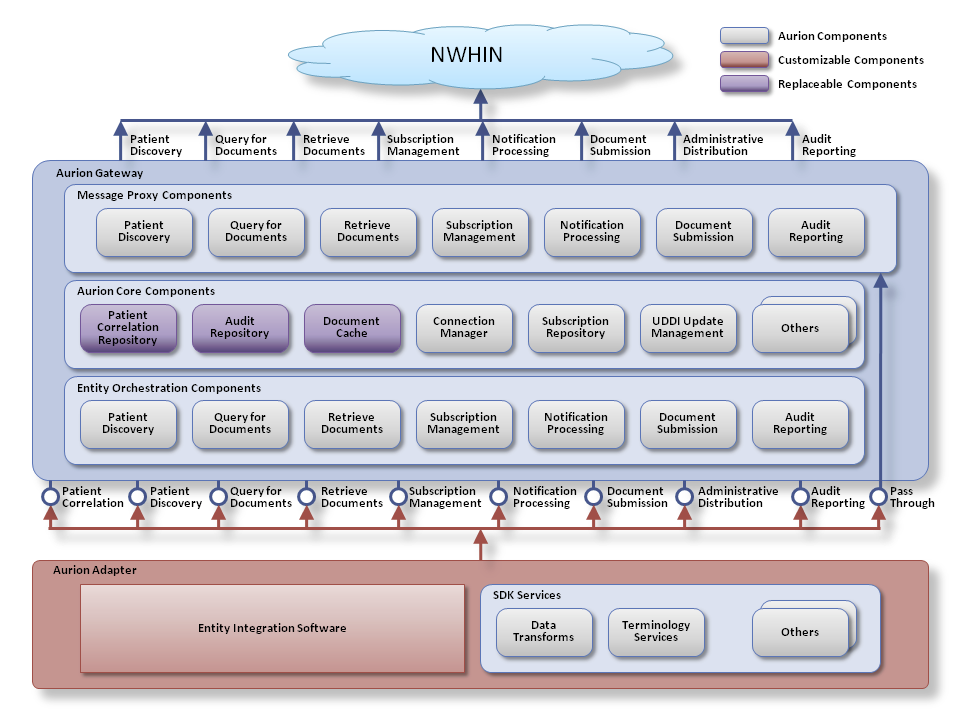 NWHIN
Aurion Components
Customizable Components
Replaceable Components
Patient
Discovery
Query for
Documents
Retrieve
Documents
Subscription
Management
Notification
Processing
Document
Submission
Administrative
Distribution
Audit
Reporting
Aurion Gateway
Message Proxy Components
Patient
Discovery
Query for
Documents
Retrieve
Documents
Subscription
Management
Notification
Processing
Document
Submission
Audit
Reporting
Aurion Core Components
Patient
Correlation
Repository
Audit
Repository
Document
Cache
Connection
Manager
Subscription
Repository
UDDI Update
Management
Others
Entity Orchestration Components
Patient
Discovery
Query for
Documents
Retrieve
Documents
Subscription
Management
Notification
Processing
Document
Submission
Audit
Reporting
Patient
Correlation
Patient
Discovery
Query for
Documents
Retrieve
Documents
Subscription
Management
Notification
Processing
Document
Submission
Administrative
Distribution
Audit
Reporting
Pass
Through
Aurion Adapter
Entity Integration Software
SDK Services
Data
Transforms
Terminology
Services
Others